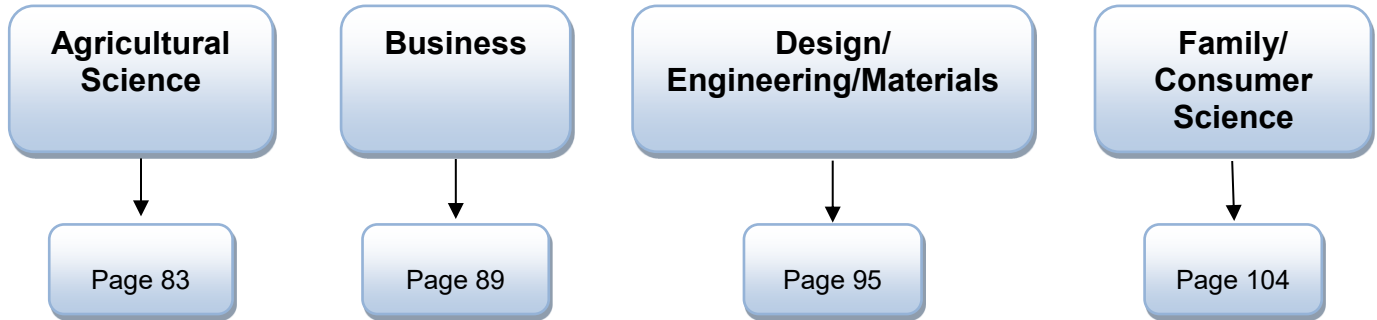 Agricultural
Science
Business
Design/
Engineering/Materials
Family/
Consumer
Science
Page 83
Page 89
Page 95
Page 104